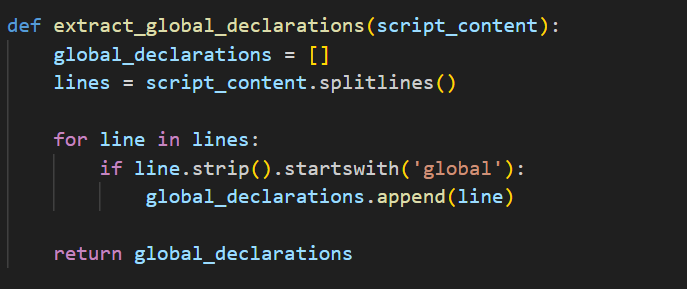 def extract_global_declarations(script_content):
    global_declarations = []
    lines = script_content.splitlines()

    for line in lines:
        if line.strip().startswith('global'):
            global_declarations.append(line)

    return global_declarations